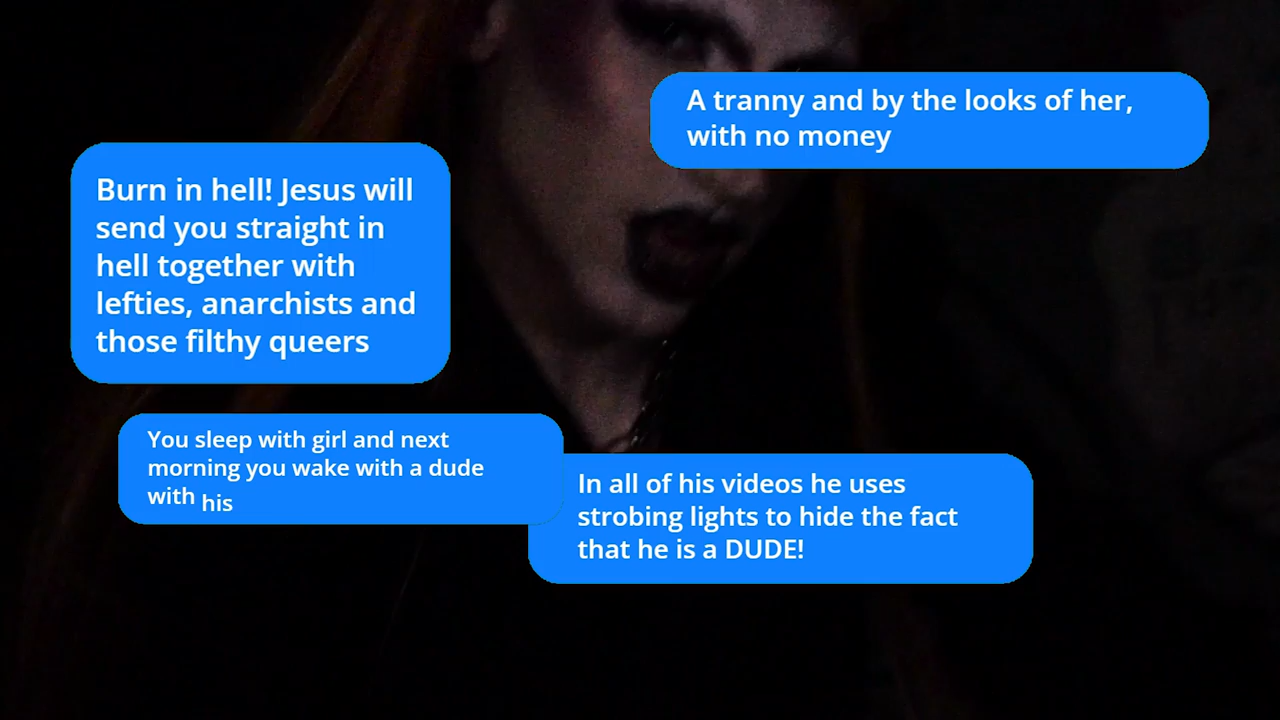 A tranny and by the looks of her,
with no money
Burn in hell! Jesus will
send you straight in
hell together with
lefties, anarchists and
those filthy queers
You sleep with girl and next
morning you wake with a dude
with his
In all of his videos he uses
strobing lights to hide the fact
that he is a DUDE!